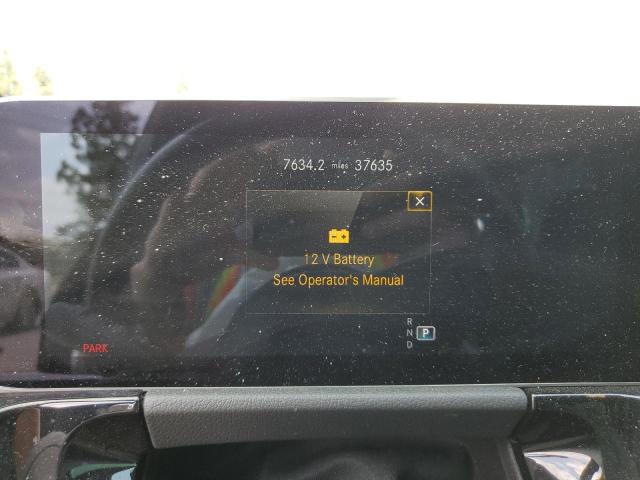 7634.2 miles 37635
12 V Battery
See Operator's Manual
R
N
P
D
PARK